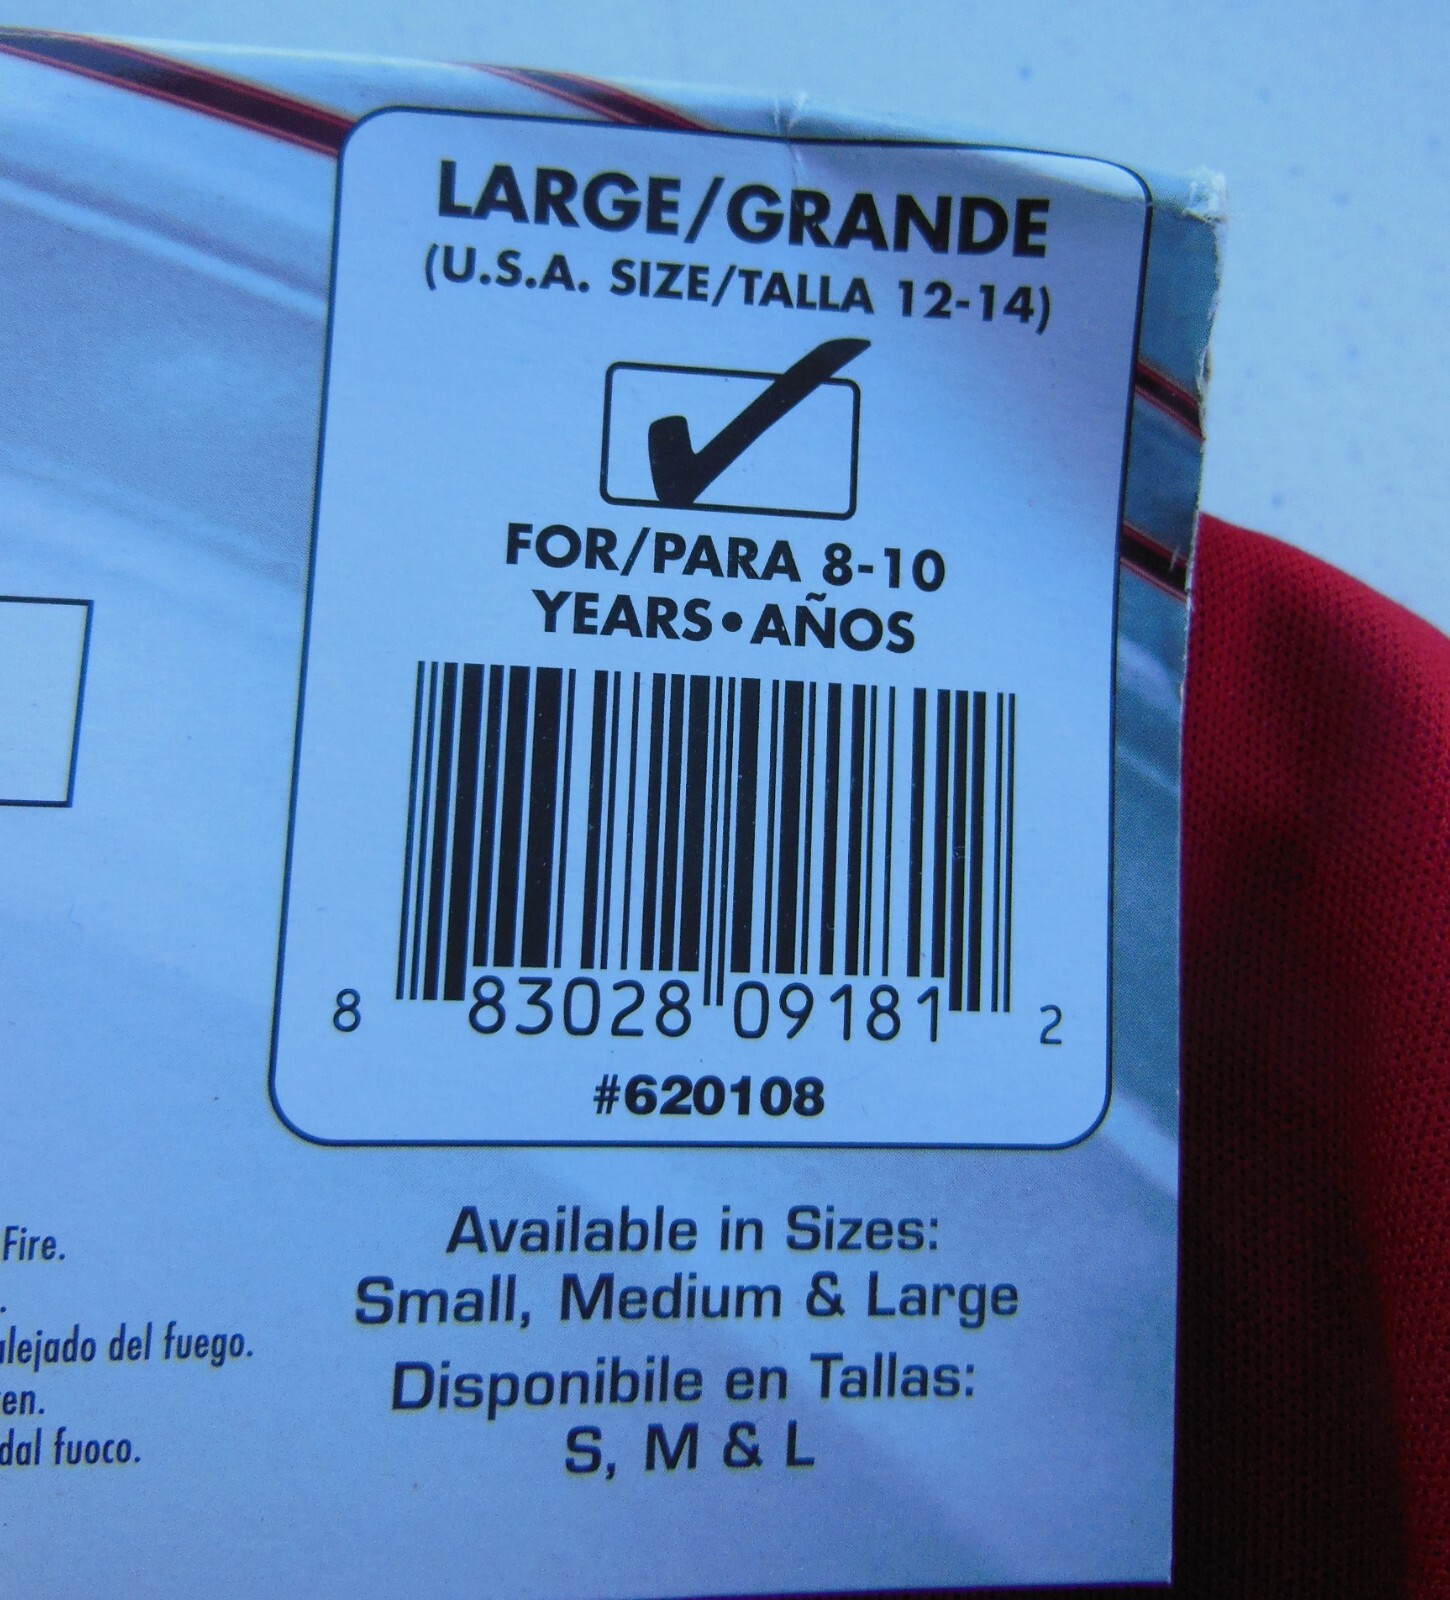 LARGE/GRANDE
(U.S.A. SIZE/TALLA 12-14)
FOR/PARA 8-10
YEARS•AÑOS
8 83028 09181 2
#620108
Available in Sizes:
Small, Medium & Large
Disponibile en Tallas:
S, M & L
Fire.
.
alejado del fuego.
en.
dal fuoco.